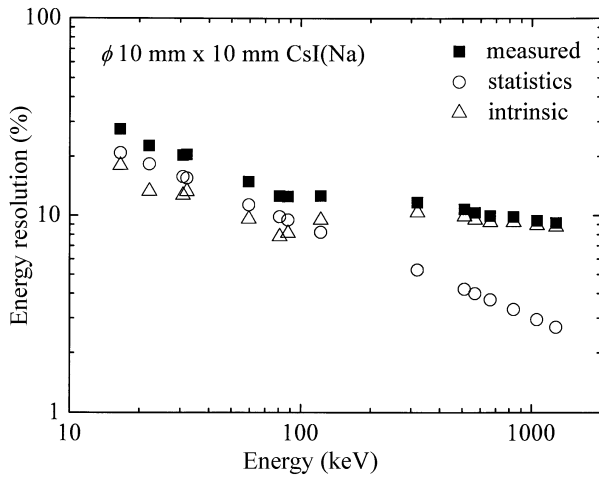 100
ϕ 10 mm x 10 mm CsI(Na)
measured
statistics
intrinsic
Energy resolution (%)
10
1
10
100
1000
Energy (keV)